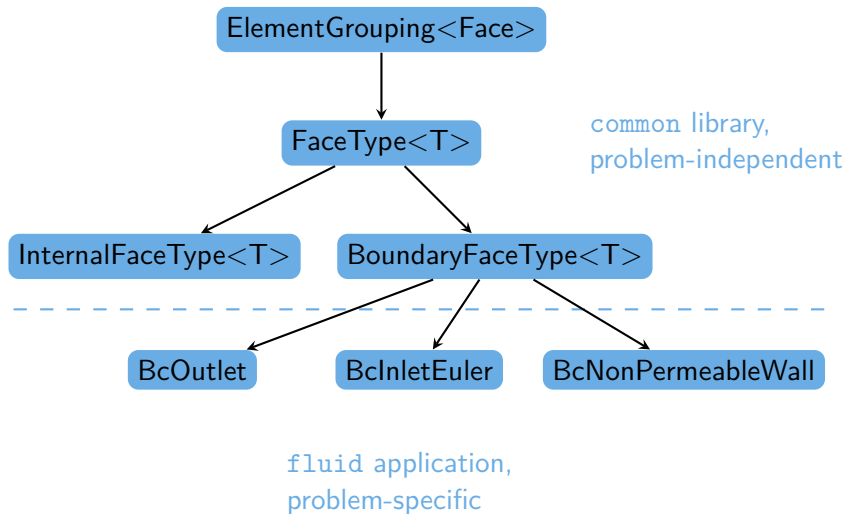 ElementGrouping<Face>
FaceType<T>
common library,
problem-independent
InternalFaceType<T>
BoundaryFaceType<T>
BcOutlet
BcInletEuler
BcNonPermeableWall
fluid application,
problem-specific